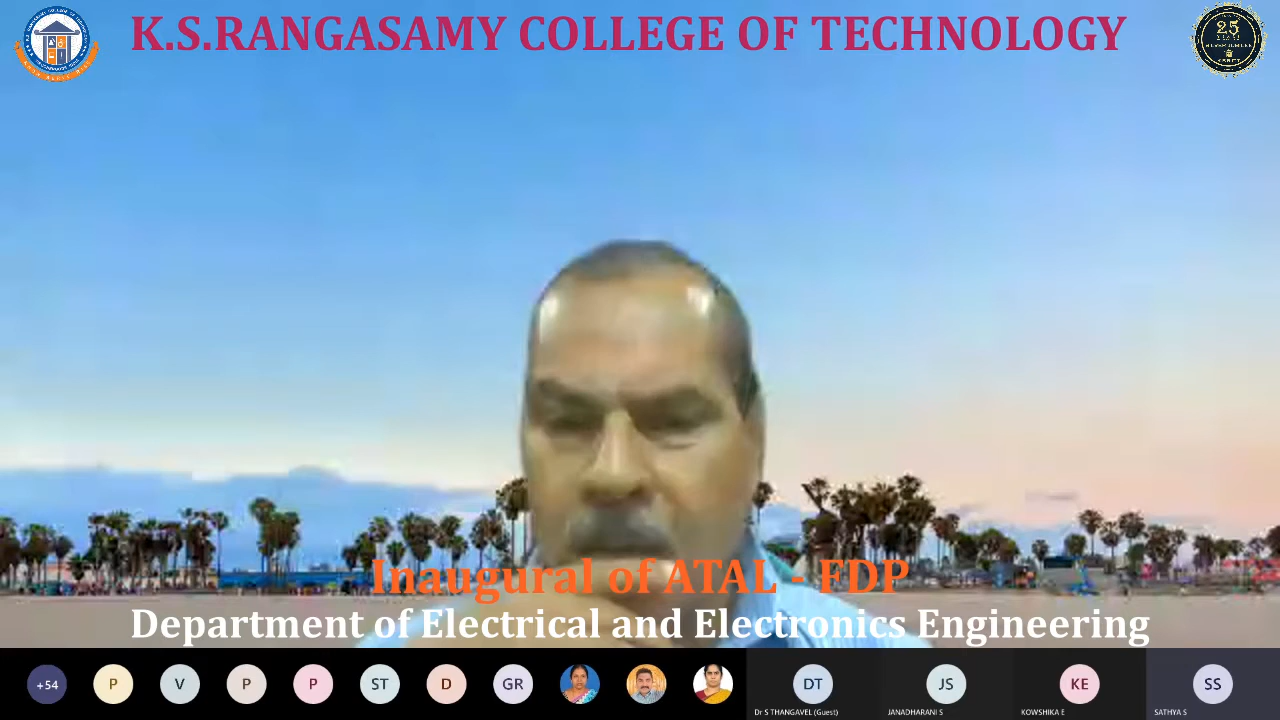 K.S.RANGASAMY COLLEGE OF TECHNOLOGY
25
Inaugural of ATAL - FDP
Department of Electrical and Electronics Engineering
+54
P
V
P
P
ST
D
GR
DT
JS
KE
SS
Dr S THANGAVEL (Guest)
JANADHARANI S
KOWSHIKA E
SATHYA S